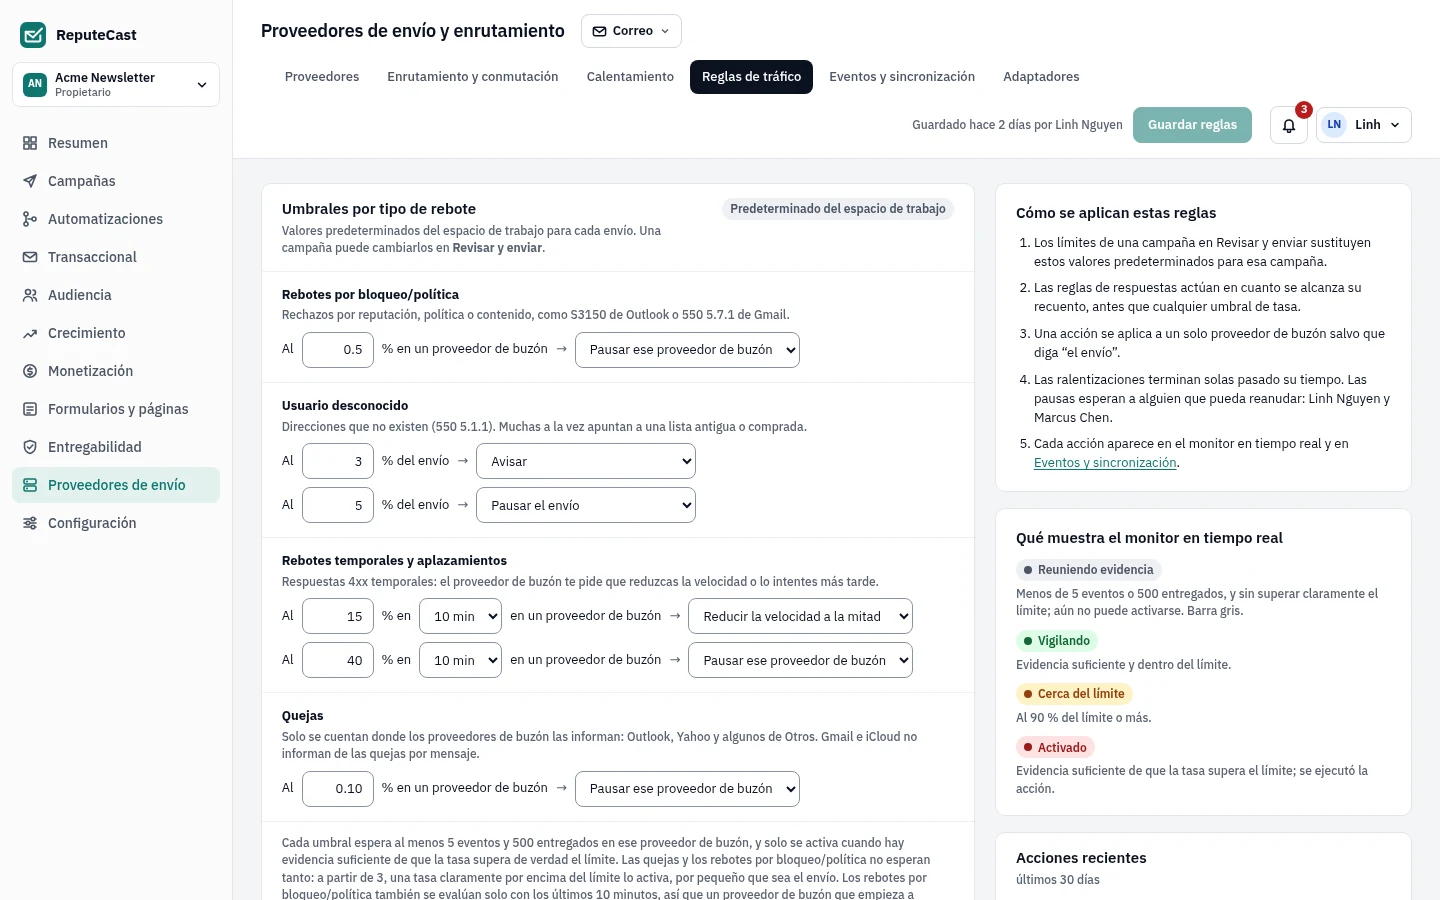 ReputeCast
AN
Acme Newsletter
Propietario
Resumen
Campañas
Automatizaciones
Transaccional
Audiencia
Crecimiento
Monetización
Formularios y páginas
Entregabilidad
Proveedores de envío
Configuración
Proveedores de envío y enrutamiento
Correo
Proveedores
Enrutamiento y conmutación
Calentamiento
Reglas de tráfico
Eventos y sincronización
Adaptadores
Guardado hace 2 días por Linh Nguyen
Guardar reglas
3
LN
Linh
Umbrales por tipo de rebote
Predeterminado del espacio de trabajo
Valores predeterminados del espacio de trabajo para cada envío. Una
campaña puede cambiarlos en Revisar y enviar.
Rebotes por bloqueo/política
Rechazos por reputación, política o contenido, como S3150 de Outlook o 550 5.7.1 de Gmail.
Al 0.5 % en un proveedor de buzón → Pausar ese proveedor de buzón
Usuario desconocido
Direcciones que no existen (550 5.1.1). Muchas a la vez apuntan a una lista antigua o comprada.
Al 3 % del envío → Avisar
Al 5 % del envío → Pausar el envío
Rebotes temporales y aplazamientos
Respuestas 4xx temporales: el proveedor de buzón te pide que reduzcas la velocidad o lo intentes más tarde.
Al 15 % en 10 min en un proveedor de buzón → Reducir la velocidad a la mitad
Al 40 % en 10 min en un proveedor de buzón → Pausar ese proveedor de buzón
Quejas
Solo se cuentan donde los proveedores de buzón las informan: Outlook, Yahoo y algunos de Otros. Gmail e iCloud no
informan de las quejas por mensaje.
Al 0.10 % en un proveedor de buzón → Pausar ese proveedor de buzón
Cada umbral espera al menos 5 eventos y 500 entregados en ese proveedor de buzón, y solo se activa cuando hay
evidencia suficiente de que la tasa supera de verdad el límite. Las quejas y los rebotes por bloqueo/política no esperan
tanto: a partir de 3, una tasa claramente por encima del límite lo activa, por pequeño que sea el envío. Los rebotes por
bloqueo/política también se evalúan solo con los últimos 10 minutos, así que un proveedor de buzón que empieza a
Cómo se aplican estas reglas
1. Los límites de una campaña en Revisar y enviar sustituyen
estos valores predeterminados para esa campaña.
2. Las reglas de respuestas actúan en cuanto se alcanza su
recuento, antes que cualquier umbral de tasa.
3. Una acción se aplica a un solo proveedor de buzón salvo que
diga “el envío”.
4. Las ralentizaciones terminan solas pasado su tiempo. Las
pausas esperan a alguien que pueda reanudar: Linh Nguyen y
Marcus Chen.
5. Cada acción aparece en el monitor en tiempo real y en
Eventos y sincronización.
Qué muestra el monitor en tiempo real
Reuniendo evidencia
Menos de 5 eventos o 500 entregados, y sin superar claramente el
límite; aún no puede activarse. Barra gris.
Vigilando
Evidencia suficiente y dentro del límite.
Cerca del límite
Al 90 % del límite o más.
Activado
Evidencia suficiente de que la tasa supera el límite; se ejecutó la
acción.
Acciones recientes
últimos 30 días